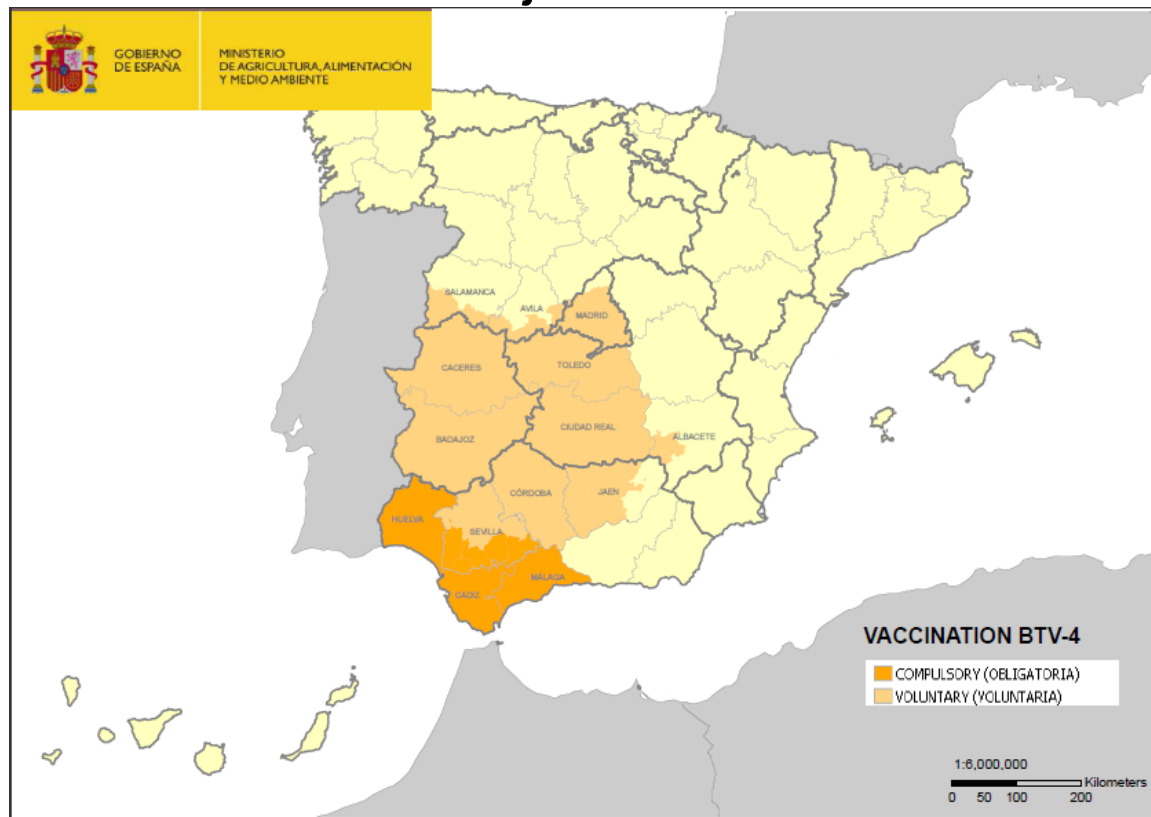 GOBIERNO
DE ESPAÑA
MINISTERIO
DE AGRICULTURA, ALIMENTACIÓN
Y MEDIO AMBIENTE
SALAMANCA
AVILA
MADRID
CACERES
TOLEDO
BADAJOZ
CIUDAD REAL
ALBACETE
CÓRDOBA
JAEN
HUELVA
SEVILLA
MÁLAGA
CADIZ
VACCINATION BTV-4
COMPULSORY (OBLIGATORIA)
VOLUNTARY (VOLUNTARIA)
1:6,000,000
Kilometers
0 50 100 200